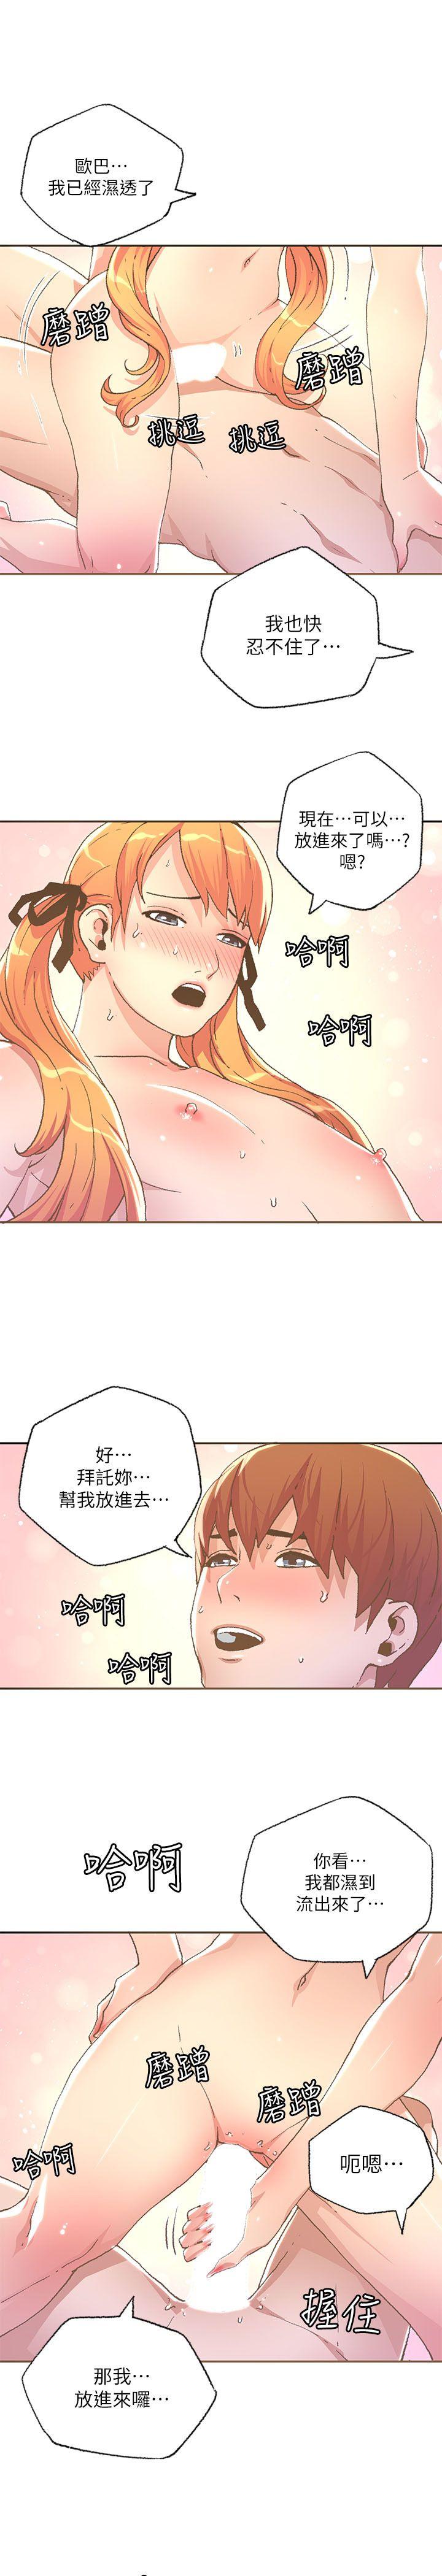 歐巴⋯
我已經濕透了
磨蹭
磨蹭
挑逗
挑逗
我也快
忍不住了⋯
現在⋯可以⋯
放進來了嗎⋯?
嗯?
哈啊
哈啊
好⋯
拜託妳⋯
幫我放進去⋯
哈啊
哈啊
哈啊
你看⋯
我都濕到
流出來了⋯
磨蹭
磨蹭
哈啊
呃嗯⋯
握住
那我⋯
放進來囉⋯